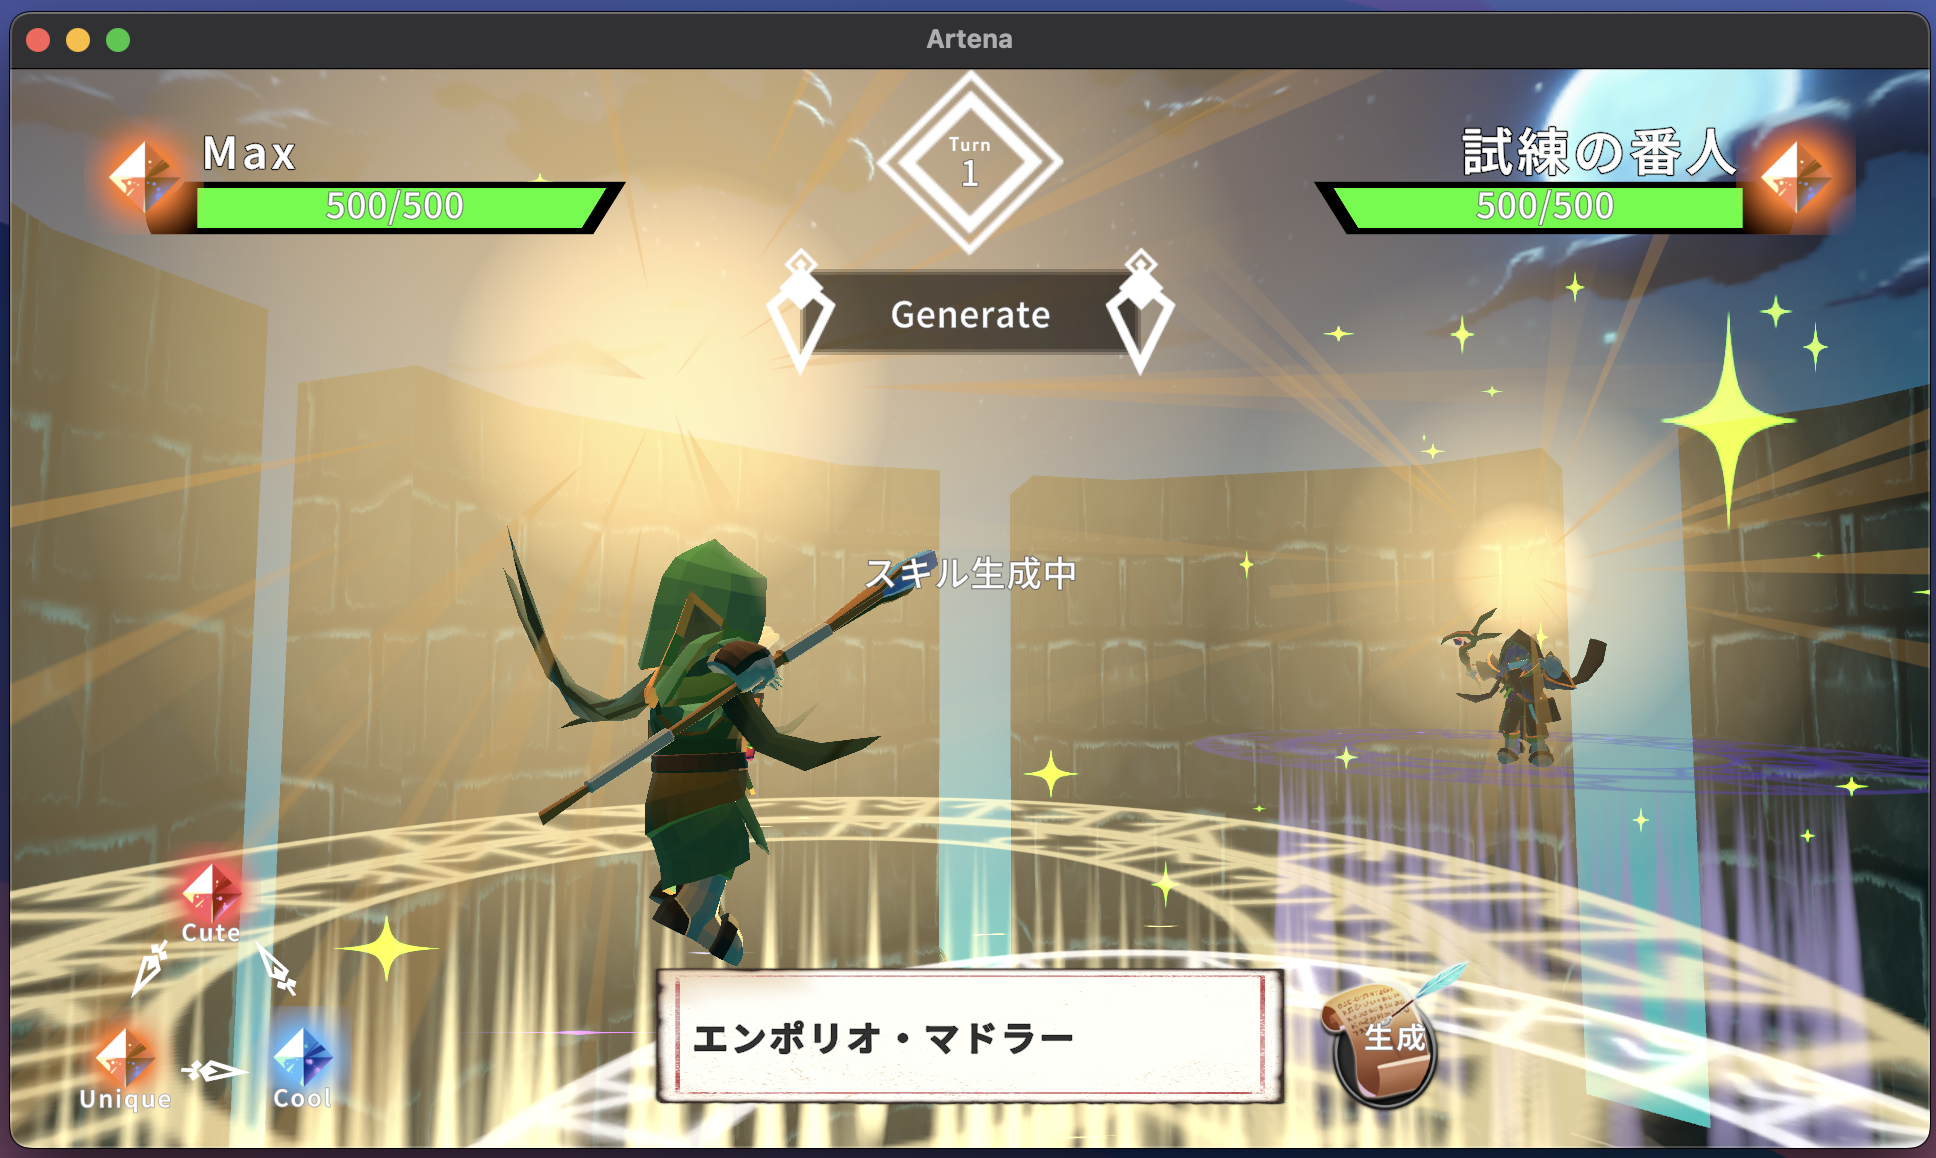 Artena
Max
500/500
Turn
1
試練の番人
500/500
Generate
スキル生成中
Cute
Unique
Cool
エンポリオ・マドラー
生成